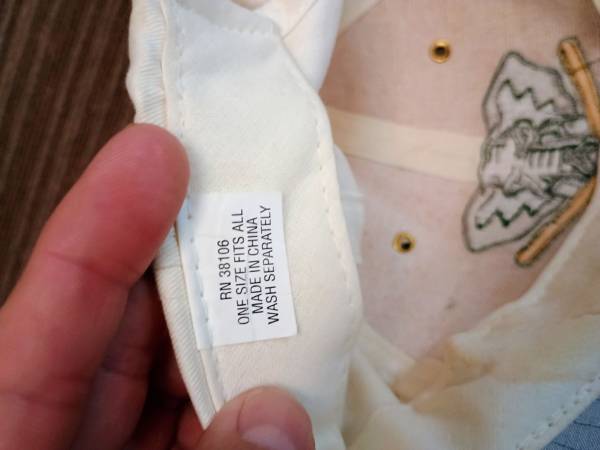 RN 38106
ONE SIZE FITS ALL
MADE IN CHINA
WASH SEPARATELY